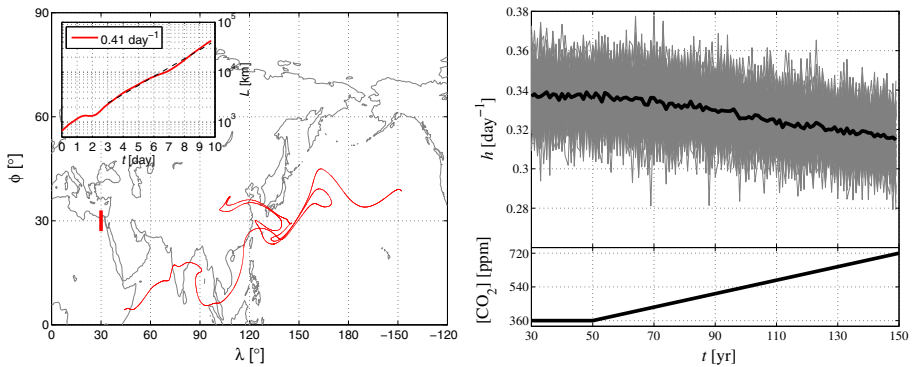 90
60
30
0
ϕ [°]
0 30 60 90 120 150 180 −150 −120
λ [°]
0.41 day⁻¹
10⁵
10⁴
10³
L [km]
0 1 2 3 4 5 6 7 8 9 10
t [day]
0.38
0.36
0.34
0.32
0.3
0.28
h [day⁻¹]
720
540
360
[CO₂] [ppm]
30 50 70 90 110 130 150
t [yr]